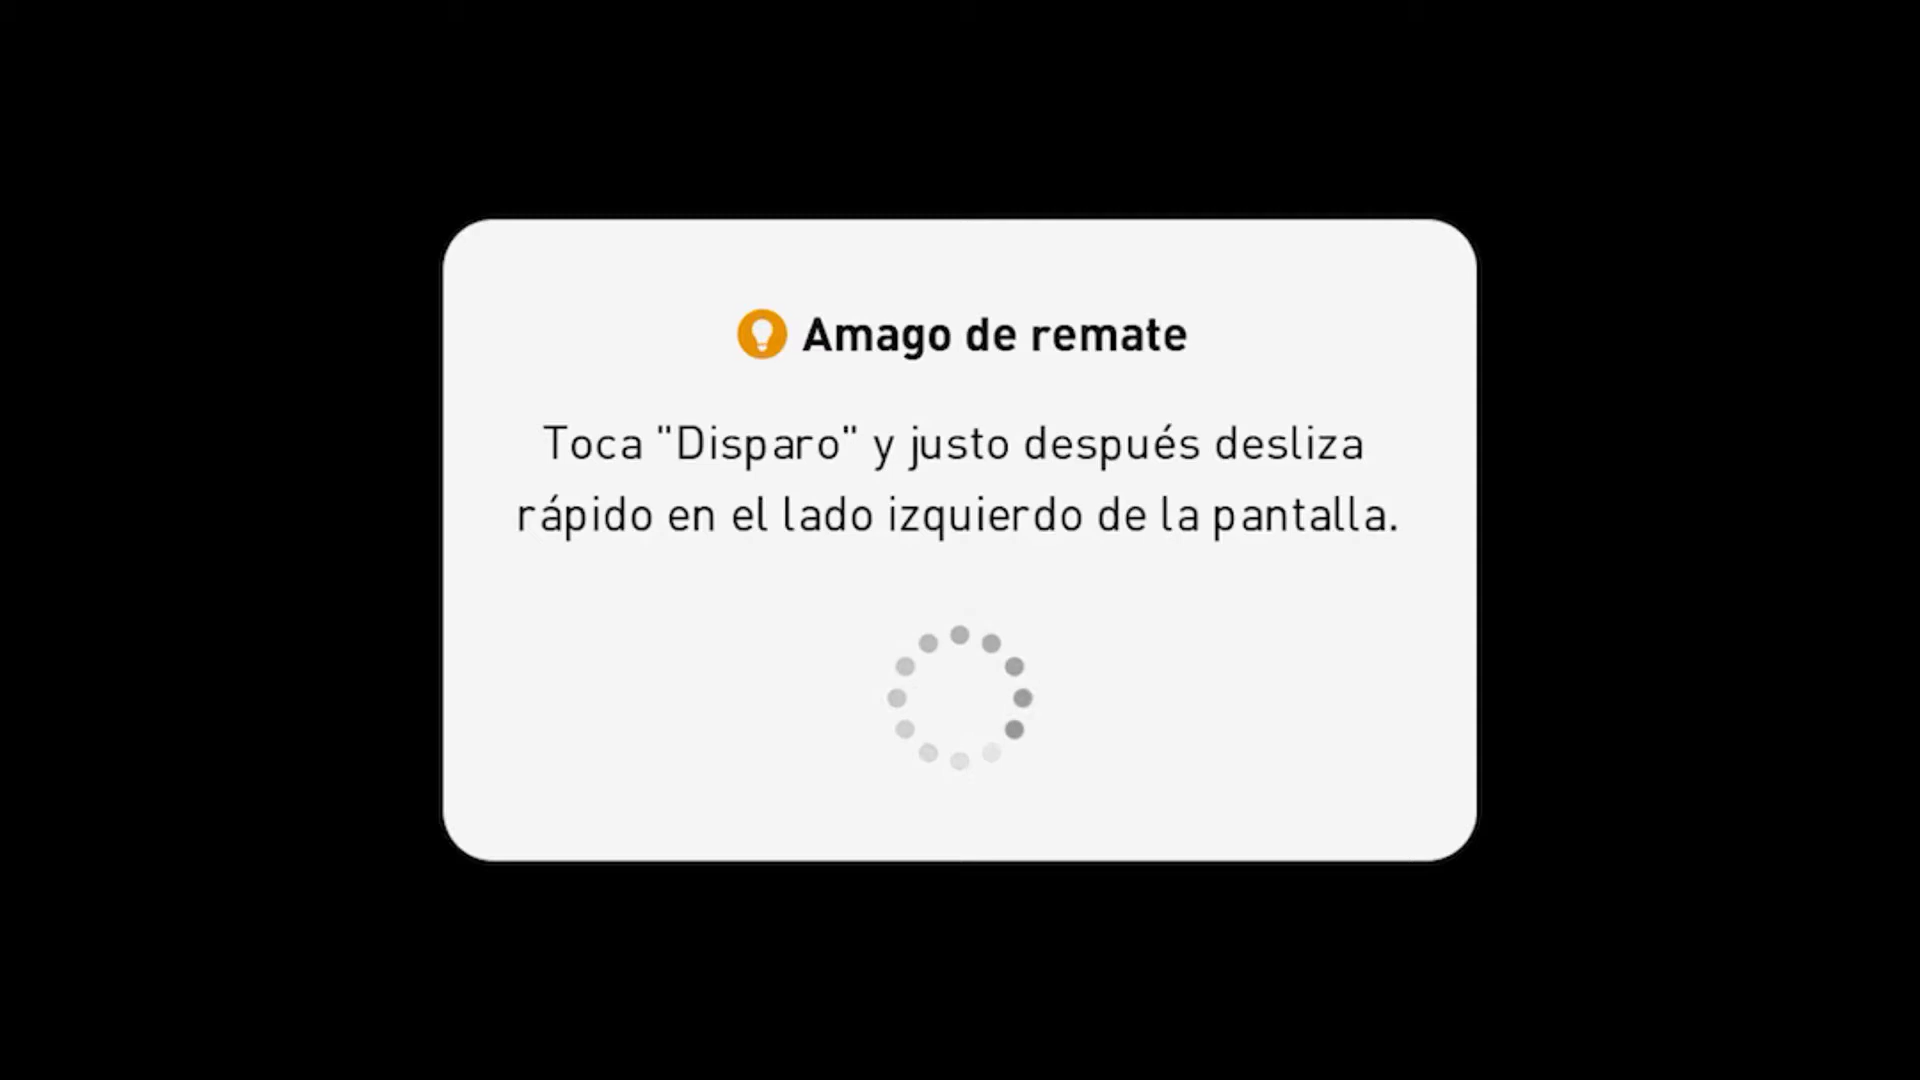 Amago de remate
Toca "Disparo" y justo después desliza
rápido en el lado izquierdo de la pantalla.